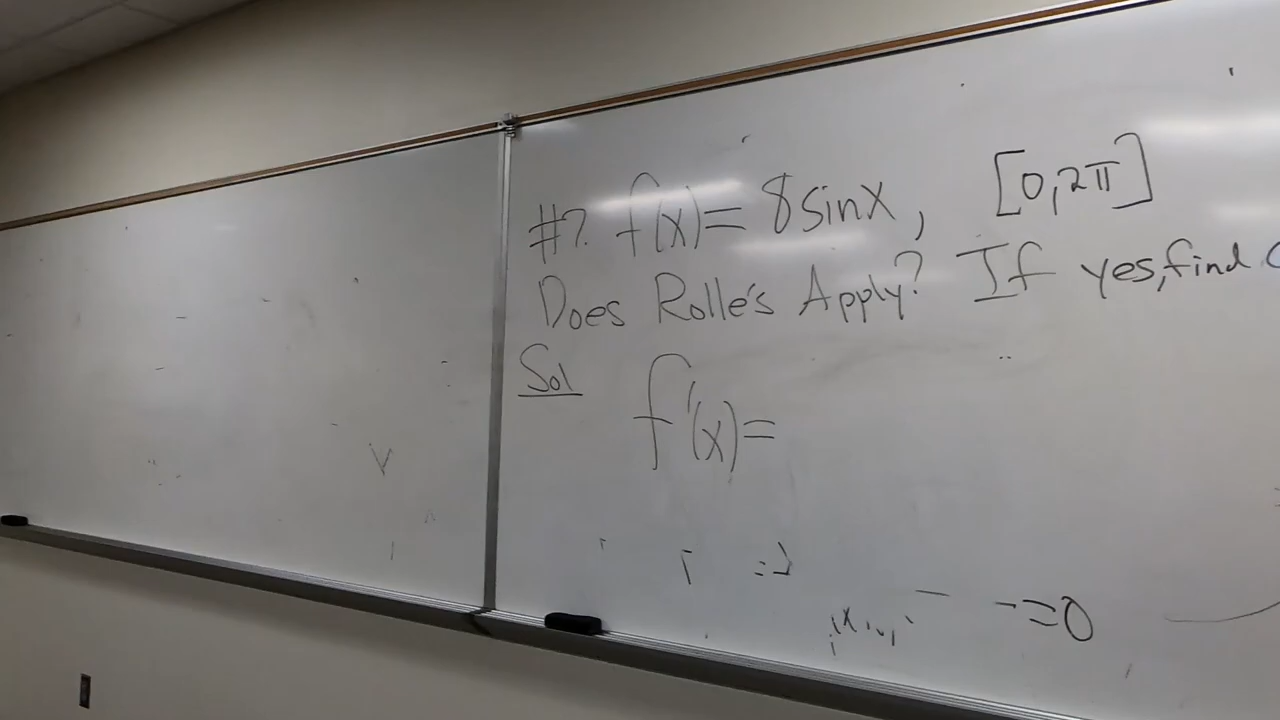 #7. f(x)= 8sinx, [0,2π]
Does Rolle's Apply? If yes,find
Sol f'(x)=
=0